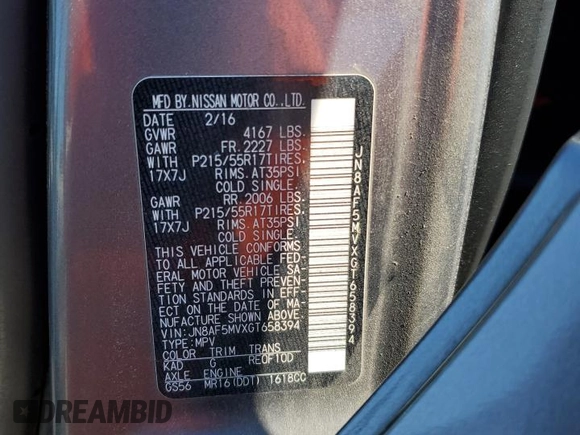 MFD BY.NISSAN MOTOR CO.,LTD.
DATE 2/16
GVWR 4167 LBS.
GAWR FR. 2227 LBS.
WITH P215/55R17TIRES.
17X7J RIMS. AT35PSI
COLD SINGLE.
GAWR RR. 2006 LBS.
WITH P215/55R17TIRES.
17X7J RIMS. AT35PSI
COLD SINGLE.
THIS VEHICLE CONFORMS
TO ALL APPLICABLE FED-
ERAL MOTOR VEHICLE SA-
FETY AND THEFT PREVEN-
TION STANDARDS IN EFF-
ECT ON THE DATE OF MA-
NUFACTURE SHOWN ABOVE.
VIN: JN8AF5MVXGT658394
TYPE: MPV
COLOR TRIM TRANS
KAD G RE0F10D
AXLE ENGINE
GS56 MR16(DDT) 1618CC
JN8AF5MVXGT658394
DREAMBID